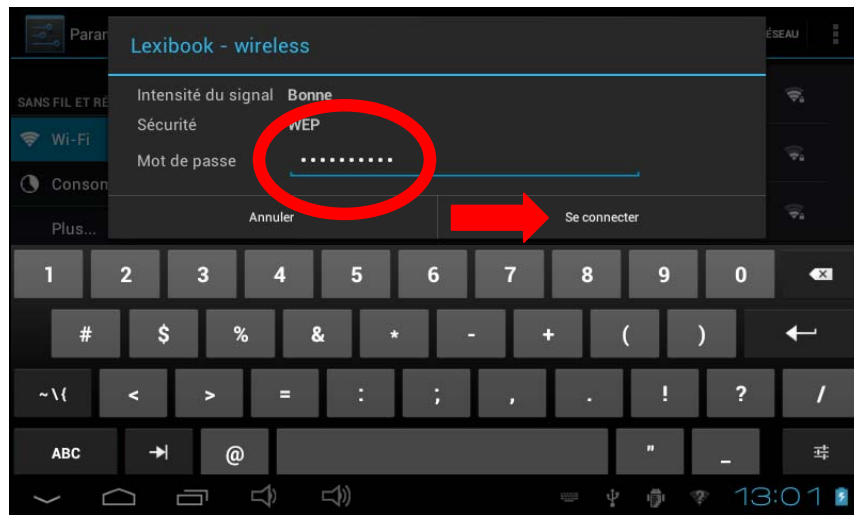 Paran
ÉSEAU
Lexibook - wireless
SANS FIL ET RÉ
Intensité du signal Bonne
Sécurité WEP
Wi-Fi
Mot de passe ••••••••••
Conson
Plus...
Annuler
Se connecter
1 2 3 4 5 6 7 8 9 0
# $ % & * - + ( )
~\{ < > = : ; , . ! ? /
ABC @ " _
13:01